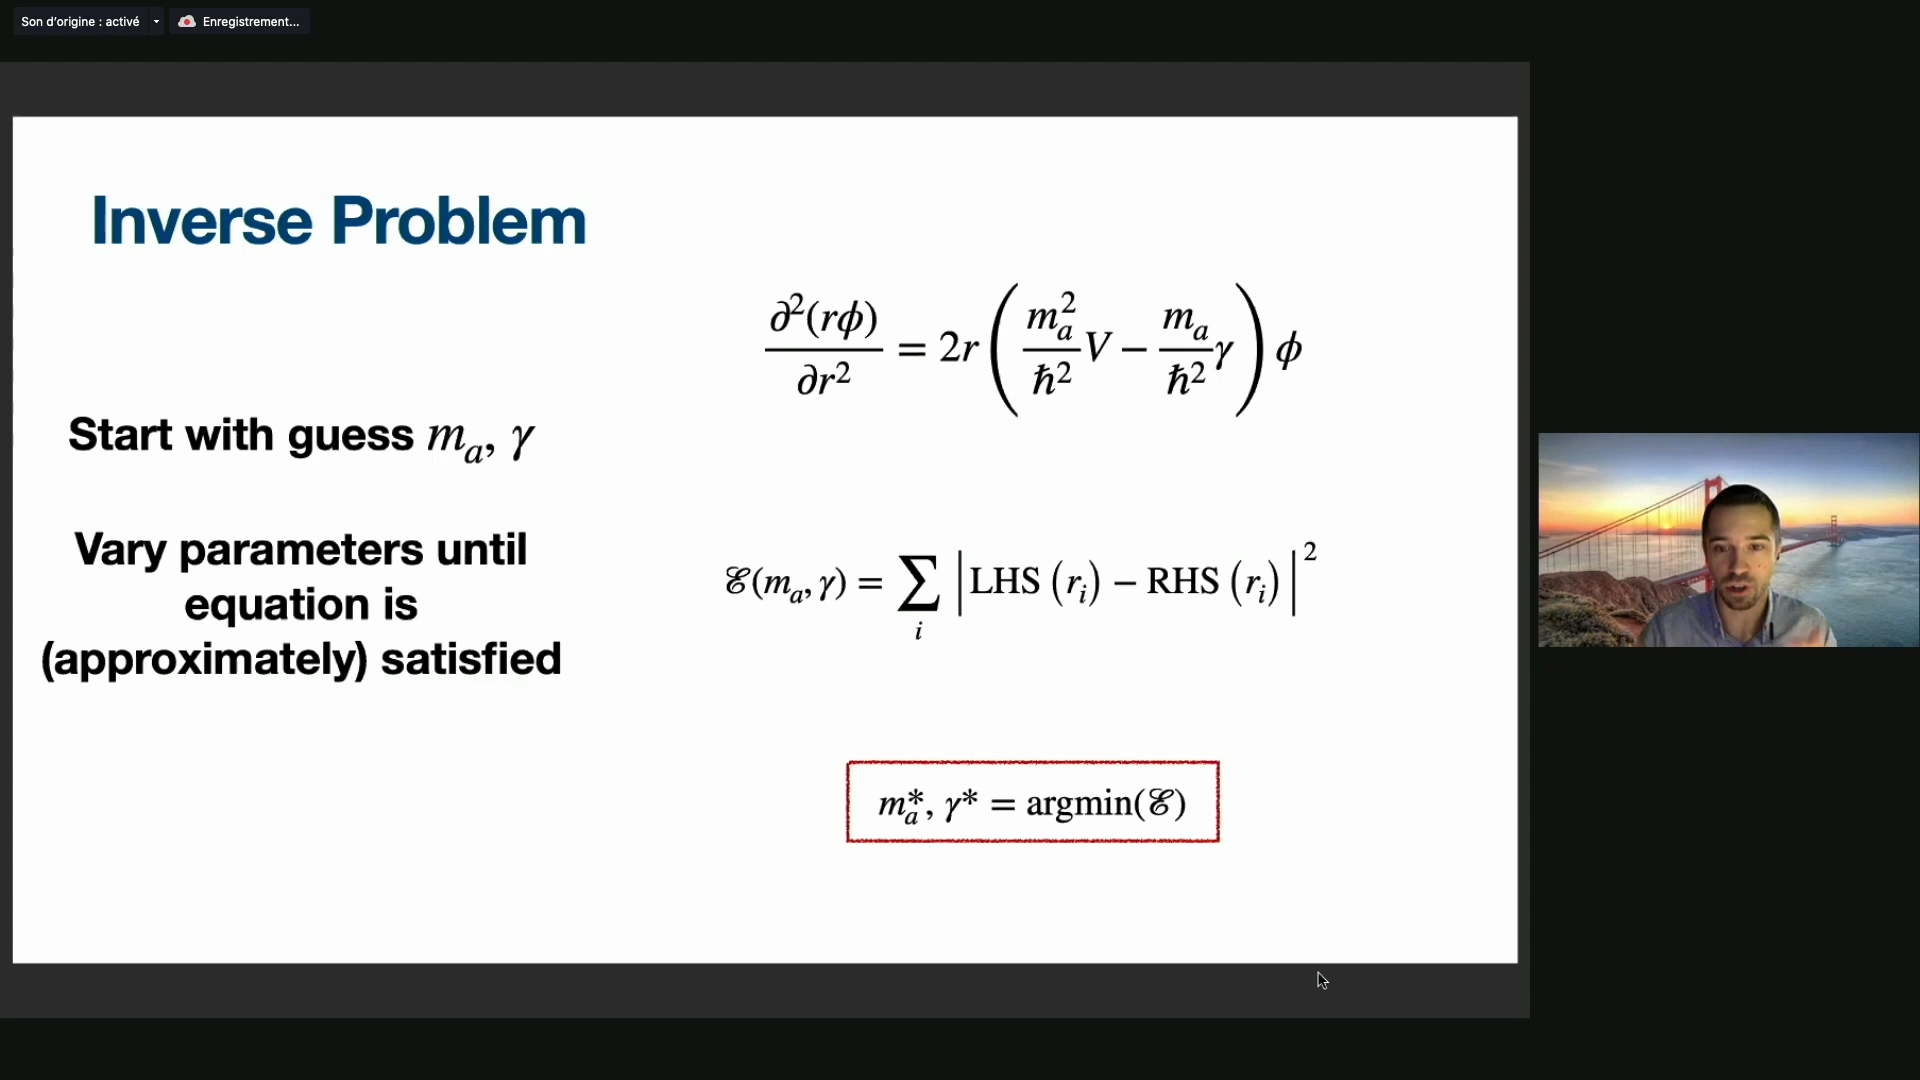 Son d'origine : activé
Enregistrement...
Inverse Problem
∂²(rϕ)/∂r² = 2r (m_a²/ħ² V − m_a/ħ² γ) ϕ
Start with guess m_a, γ
Vary parameters until
equation is
(approximately) satisfied
ℰ(m_a, γ) = ∑_i |LHS (r_i) − RHS (r_i)|²
m_a*, γ* = argmin(ℰ)